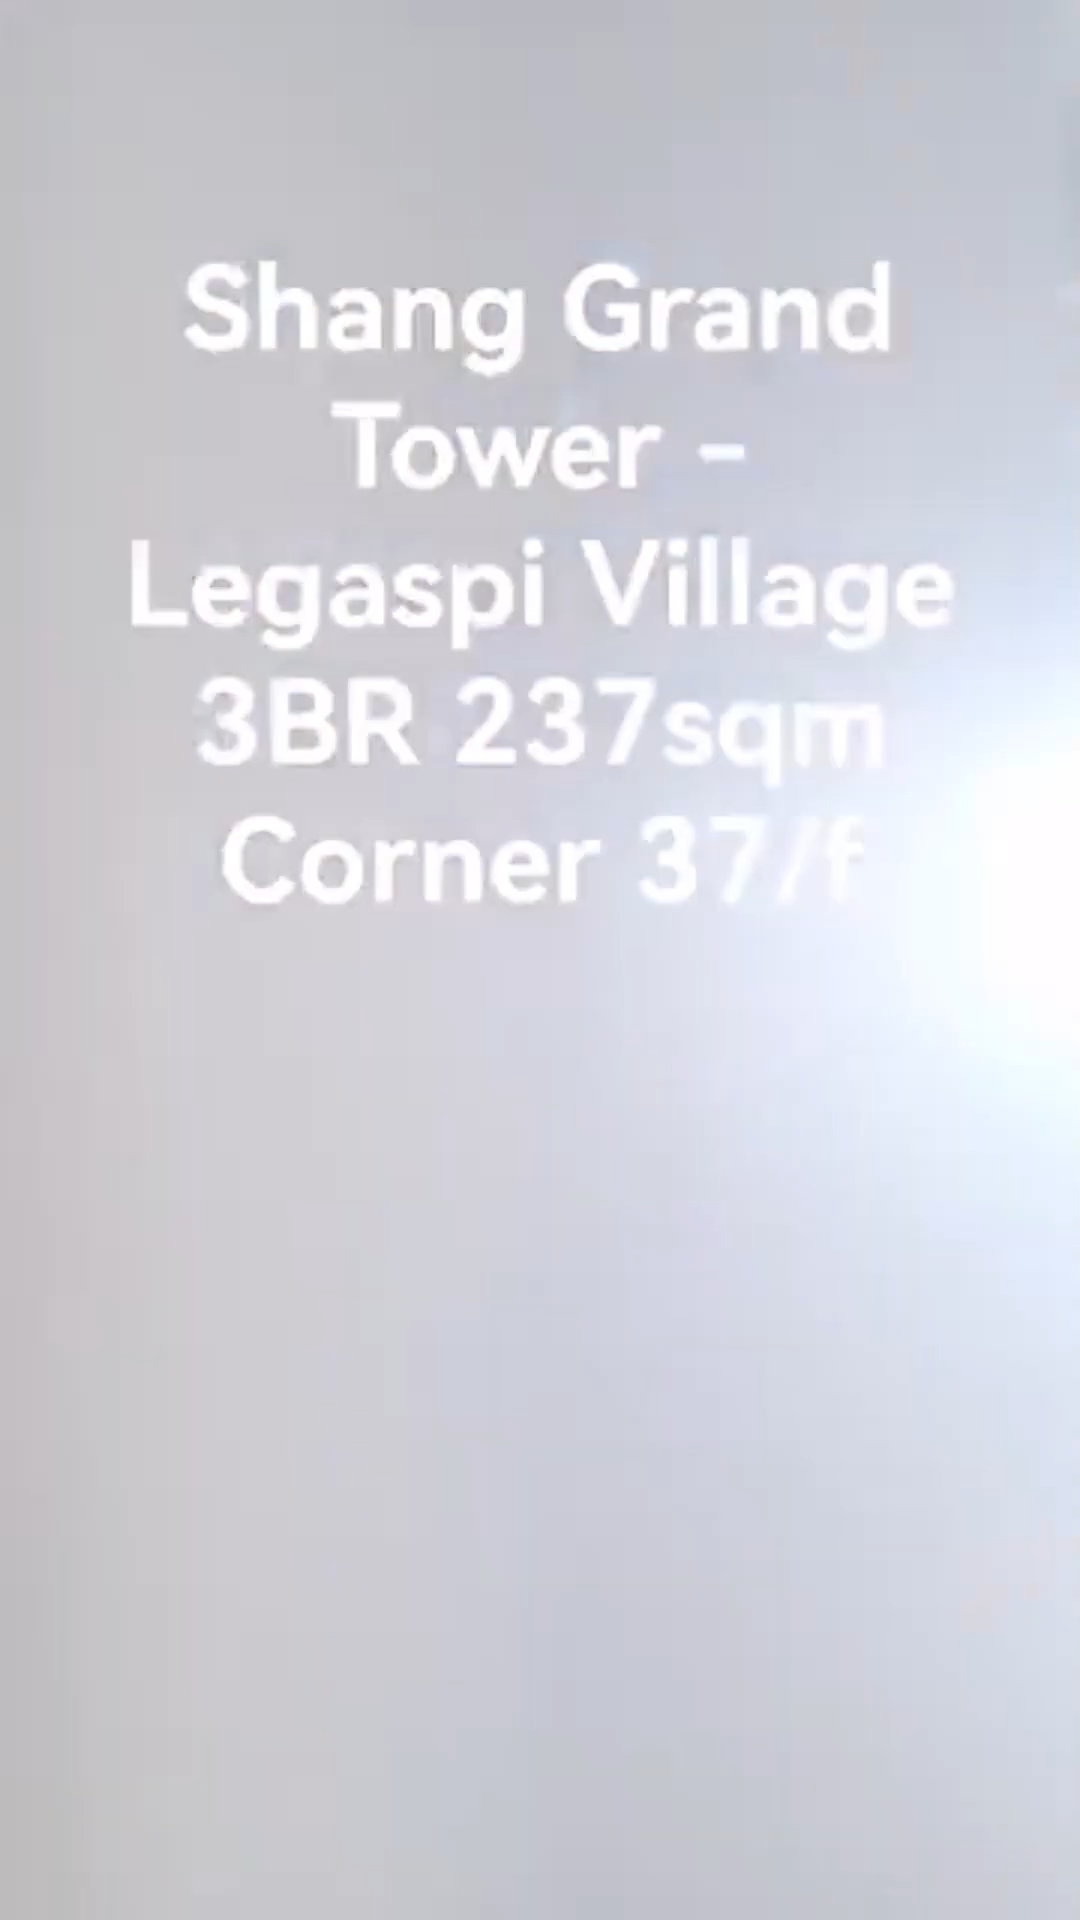 Shang Grand
Tower -
Legaspi Village
3BR 237sqm
Corner 37/f